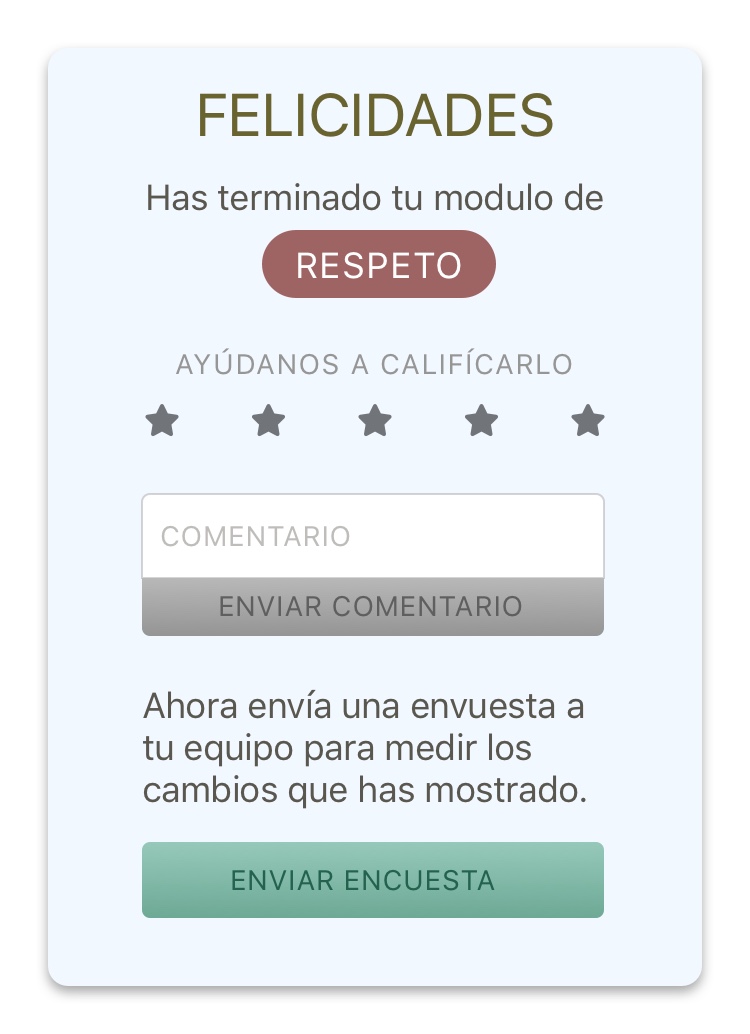 FELICIDADES
Has terminado tu modulo de
RESPETO
AYÚDANOS A CALIFÍCARLO
COMENTARIO
ENVIAR COMENTARIO
Ahora envía una envuesta a
tu equipo para medir los
cambios que has mostrado.
ENVIAR ENCUESTA